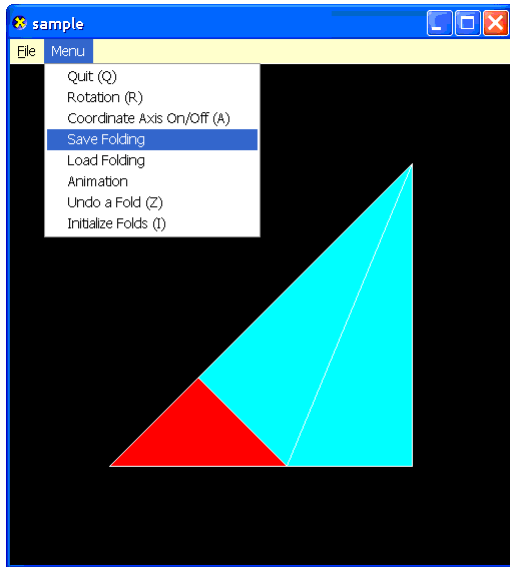 sample
File Menu
Quit (Q)
Rotation (R)
Coordinate Axis On/Off (A)
Save Folding
Load Folding
Animation
Undo a Fold (Z)
Initialize Folds (I)